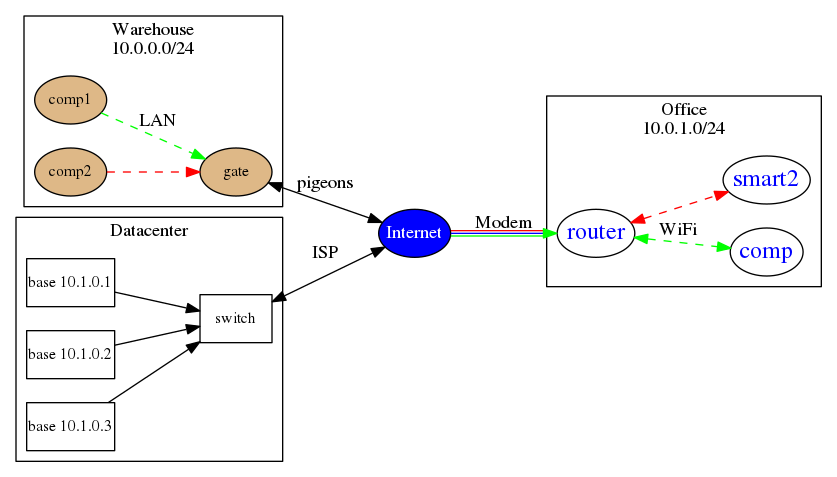 Warehouse
10.0.0.0/24
comp1
LAN
comp2
gate
pigeons
Datacenter
base 10.1.0.1
base 10.1.0.2
base 10.1.0.3
switch
ISP
Internet
Modem
Office
10.0.1.0/24
router
WiFi
smart2
comp